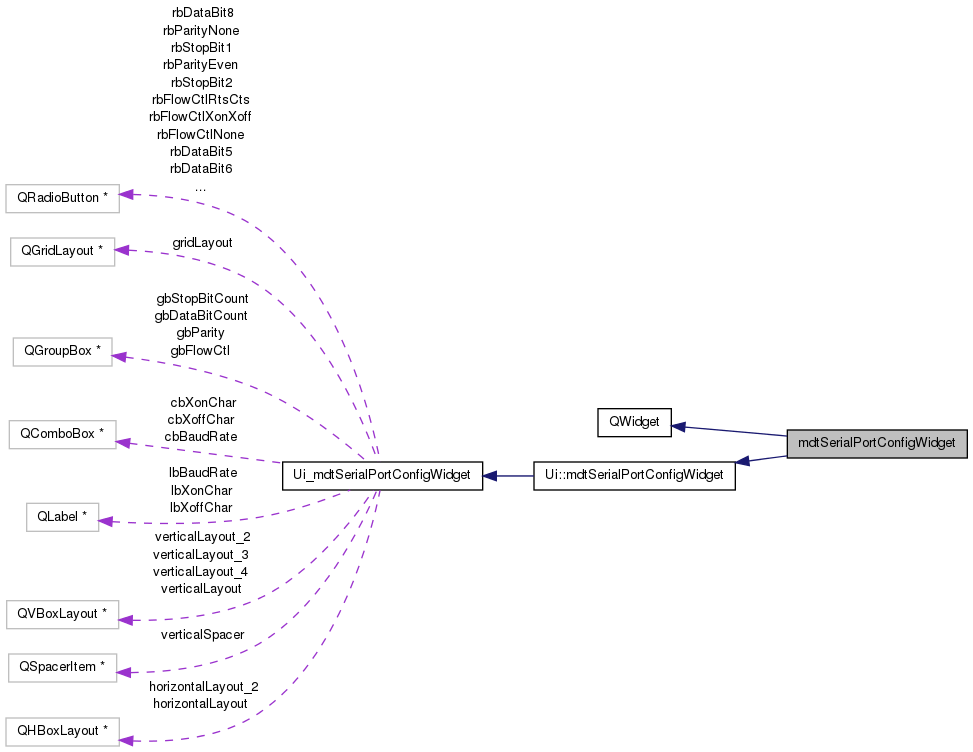 rbDataBit8
rbParityNone
rbStopBit1
rbParityEven
rbStopBit2
rbFlowCtlRtsCts
rbFlowCtlXonXoff
rbFlowCtlNone
rbDataBit5
rbDataBit6
...
QRadioButton *
gridLayout
QGridLayout *
gbStopBitCount
gbDataBitCount
gbParity
gbFlowCtl
QGroupBox *
cbXonChar
cbXoffChar
cbBaudRate
QComboBox *
QWidget
mdtSerialPortConfigWidget
Ui_mdtSerialPortConfigWidget
Ui::mdtSerialPortConfigWidget
lbBaudRate
lbXonChar
lbXoffChar
QLabel *
verticalLayout_2
verticalLayout_3
verticalLayout_4
verticalLayout
QVBoxLayout *
verticalSpacer
QSpacerItem *
horizontalLayout_2
horizontalLayout
QHBoxLayout *